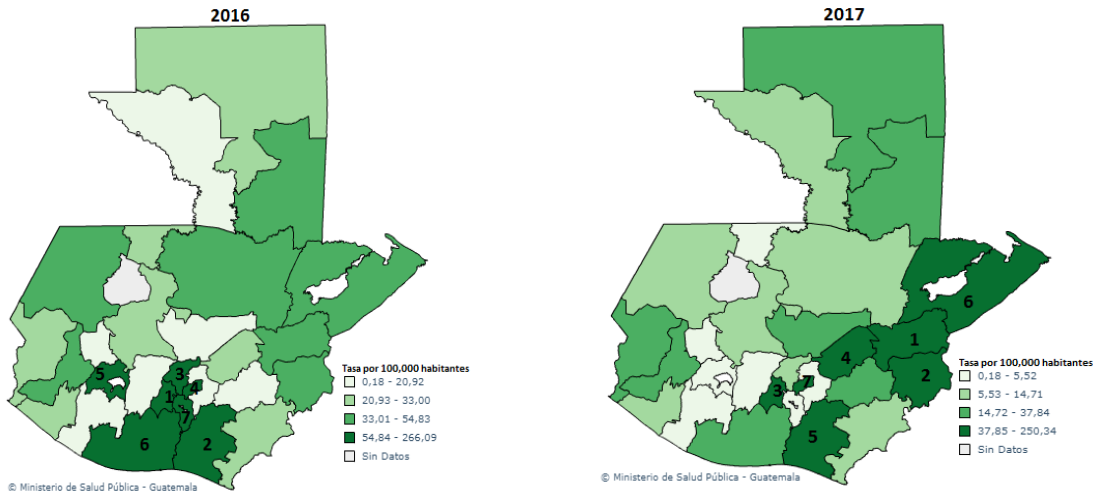 2016
5
3
4
1
7
6
2
Tasa por 100,000 habitantes
0,18 - 20,92
20,93 - 33,00
33,01 - 54,83
54,84 - 266,09
Sin Datos
© Ministerio de Salud Pública - Guatemala
2017
6
1
4
2
7
3
5
Tasa por 100,000 habitantes
0,18 - 5,52
5,53 - 14,71
14,72 - 37,84
37,85 - 250,34
Sin Datos
© Ministerio de Salud Pública - Guatemala